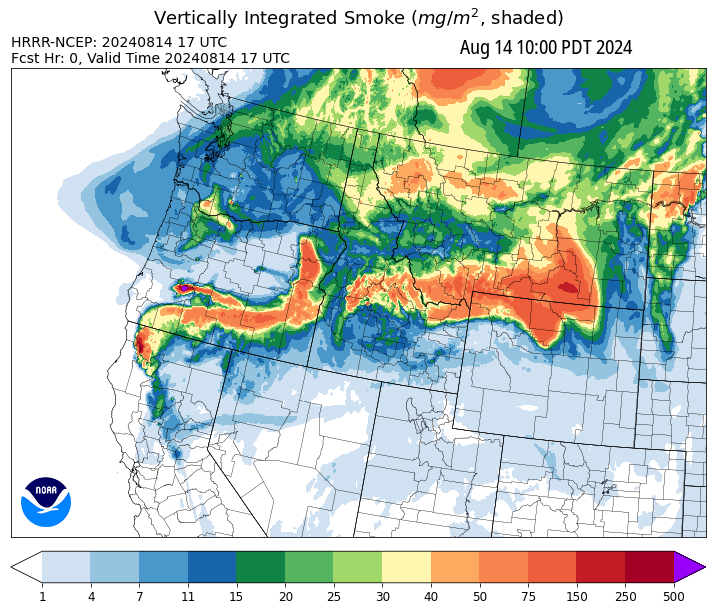 Vertically Integrated Smoke (mg/m², shaded)
HRRR-NCEP: 20240814 17 UTC
Aug 14 10:00 PDT 2024
Fcst Hr: 0, Valid Time 20240814 17 UTC
NOAA
1 4 7 11 15 20 25 30 40 50 75 150 250 500